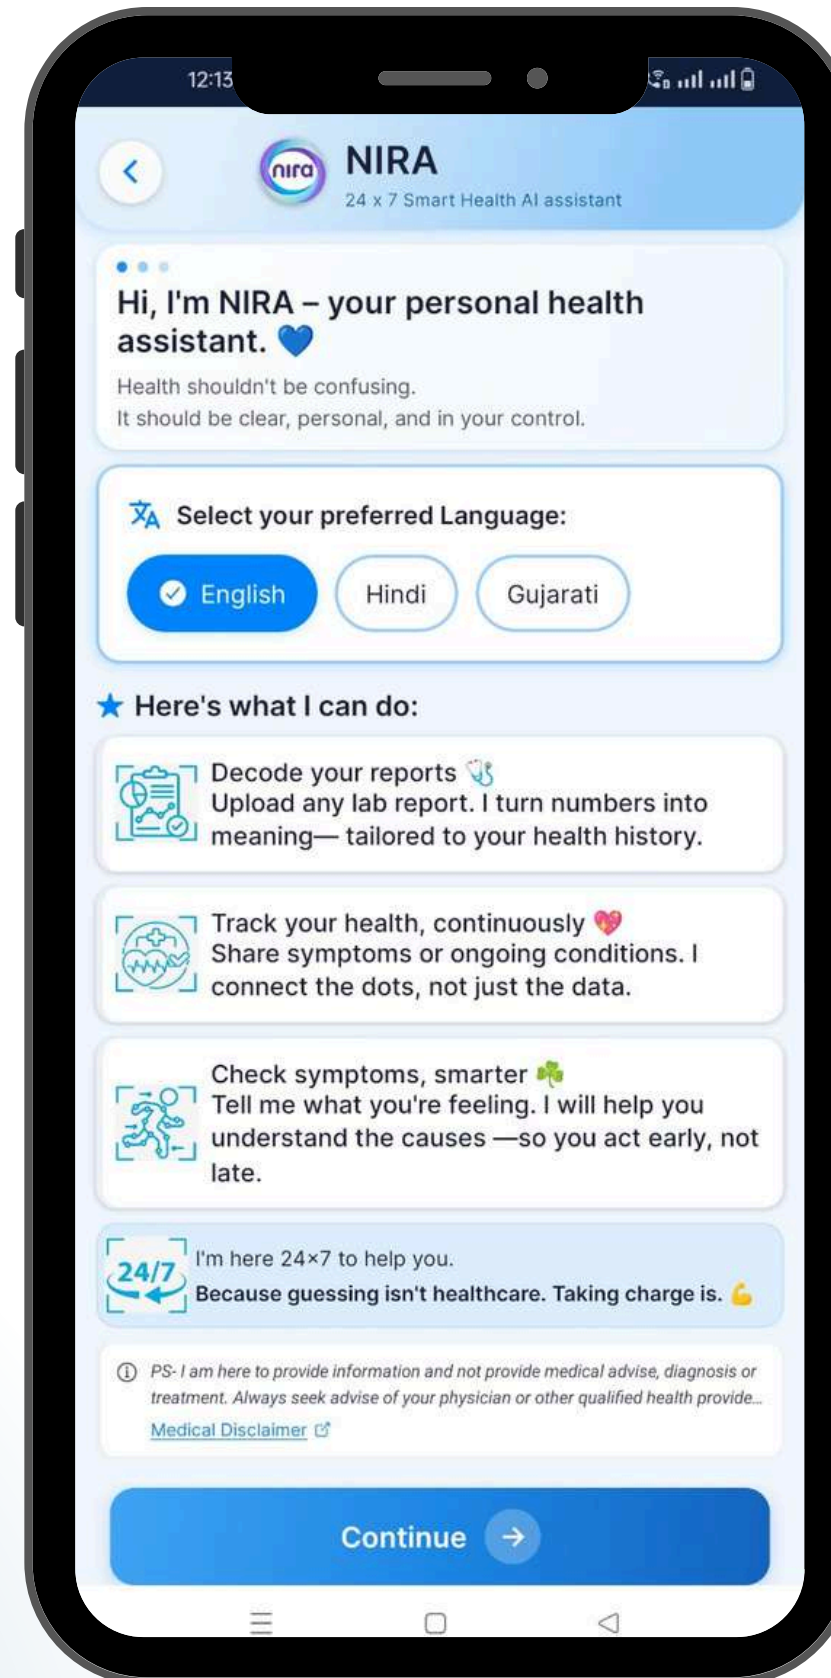 12:13
nira
NIRA
24 x 7 Smart Health AI assistant
Hi, I'm NIRA – your personal health
assistant. 💙
Health shouldn't be confusing.
It should be clear, personal, and in your control.
Select your preferred Language:
English
Hindi
Gujarati
Here's what I can do:
Decode your reports 🩺
Upload any lab report. I turn numbers into
meaning— tailored to your health history.
Track your health, continuously 💖
Share symptoms or ongoing conditions. I
connect the dots, not just the data.
Check symptoms, smarter ☘️
Tell me what you're feeling. I will help you
understand the causes —so you act early, not
late.
24/7
I'm here 24×7 to help you.
Because guessing isn't healthcare. Taking charge is. 💪
PS- I am here to provide information and not provide medical advise, diagnosis or
treatment. Always seek advise of your physician or other qualified health provide...
Medical Disclaimer
Continue